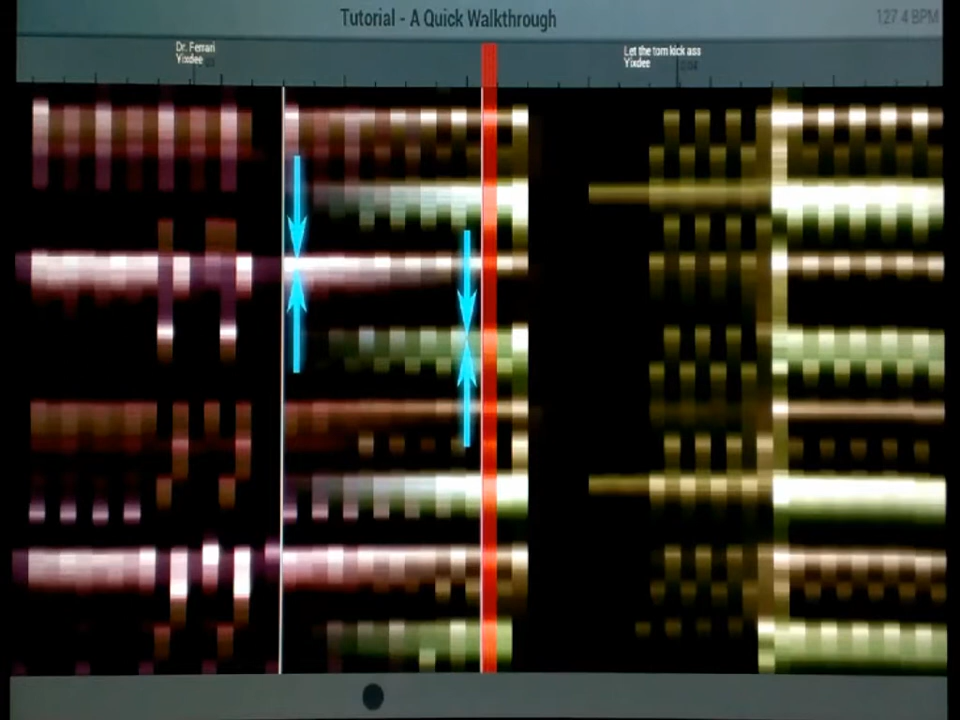 Tutorial - A Quick Walkthrough
127.4 BPM
Dr. Ferrari
Yixdee
Let the tom kick ass
Yixdee